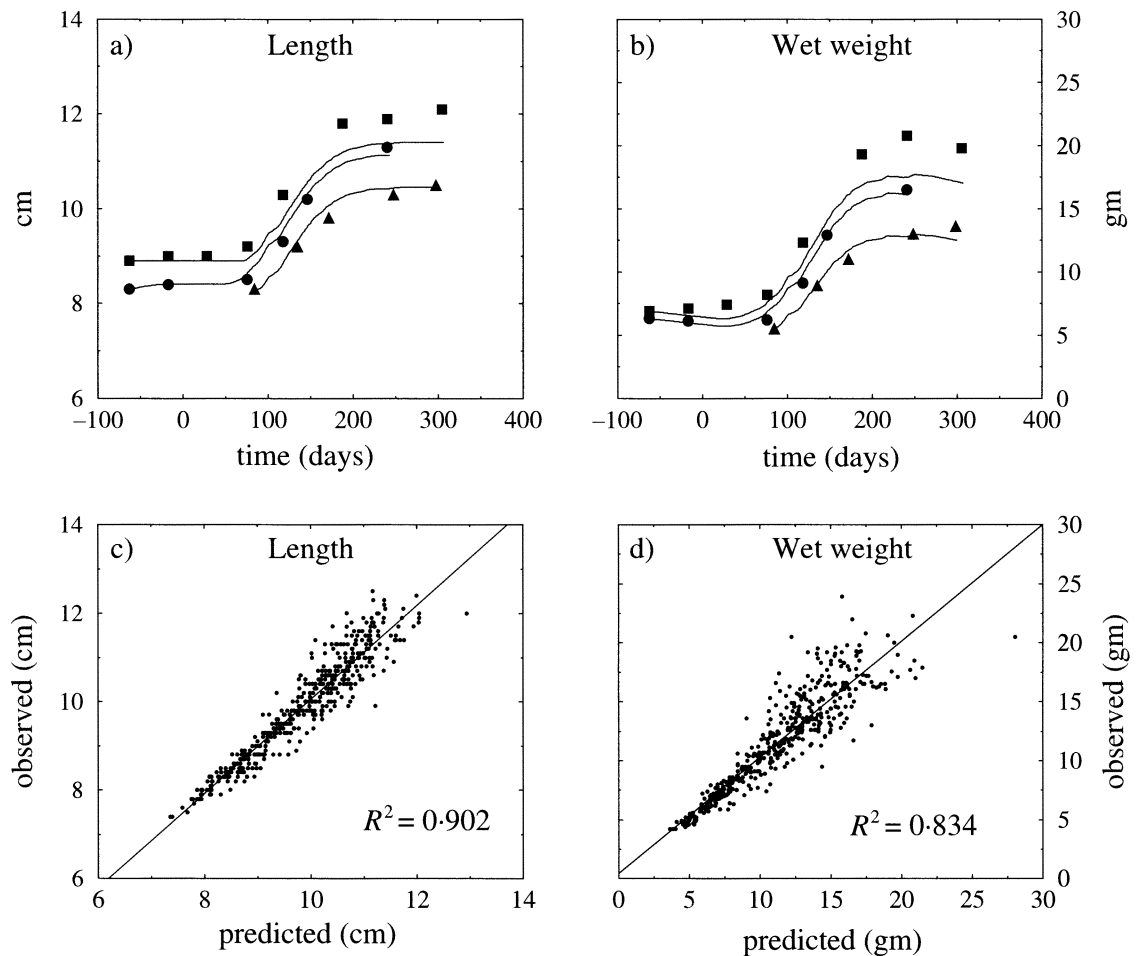 a) Length
14
12
10
8
6
cm
–100 0 100 200 300 400
time (days)
b) Wet weight
30
25
20
15
10
5
0
gm
–100 0 100 200 300 400
time (days)
c) Length
14
12
10
8
6
observed (cm)
R² = 0·902
6 8 10 12 14
predicted (cm)
d) Wet weight
30
25
20
15
10
5
0
observed (gm)
R² = 0·834
0 5 10 15 20 25 30
predicted (gm)